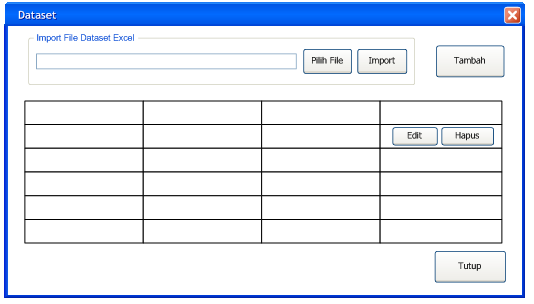 Dataset
Import File Dataset Excel
Pilih File Import Tambah
Edit Hapus
Tutup